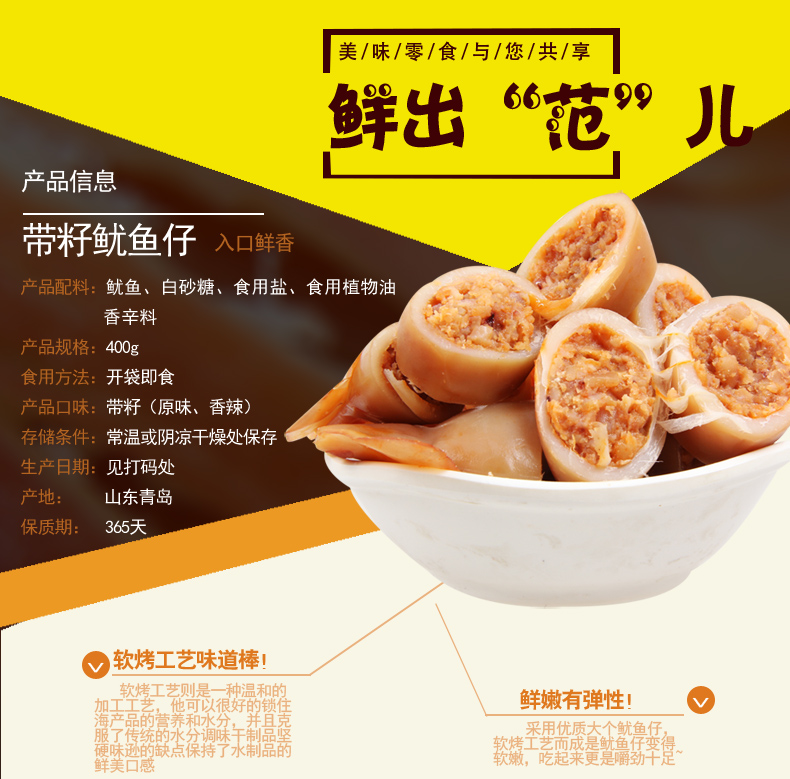 美/味/零/食/与/您/共/享
鲜出“范”儿
产品信息
带籽鱿鱼仔 入口鲜香
产品配料：鱿鱼、白砂糖、食用盐、食用植物油
香辛料
产品规格：400g
食用方法：开袋即食
产品口味：带籽（原味、香辣）
存储条件：常温或阴凉干燥处保存
生产日期：见打码处
产地：山东青岛
保质期：365天
软烤工艺味道棒!
软烤工艺则是一种温和的
加工工艺，他可以很好的锁住
海产品的营养和水分，并且克
服了传统的水分调味干制品坚
硬味逊的缺点保持了水制品的
鲜美口感
鲜嫩有弹性!
采用优质大个鱿鱼仔，
软烤工艺而成是鱿鱼仔变得
软嫩，吃起来更是嚼劲十足~